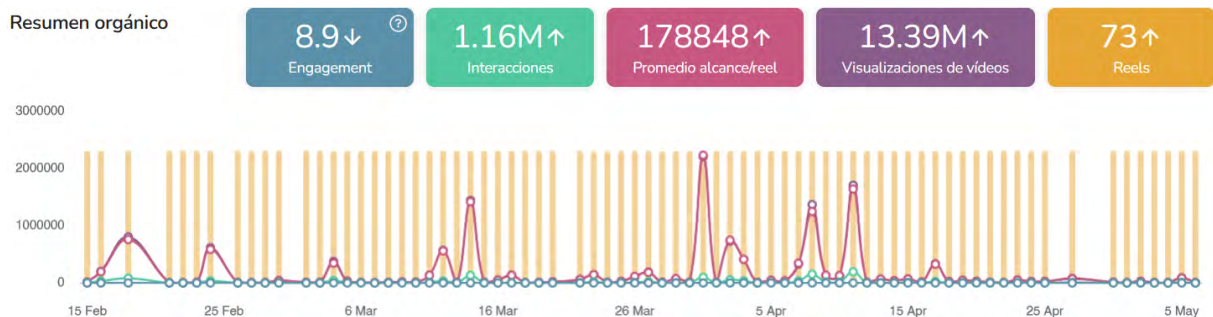 Resumen orgánico
8.9↓ ?
Engagement
1.16M↑
Interacciones
178848↑
Promedio alcance/reel
13.39M↑
Visualizaciones de vídeos
73↑
Reels
3000000
2000000
1000000
0
15 Feb 25 Feb 6 Mar 16 Mar 26 Mar 5 Apr 15 Apr 25 Apr 5 May